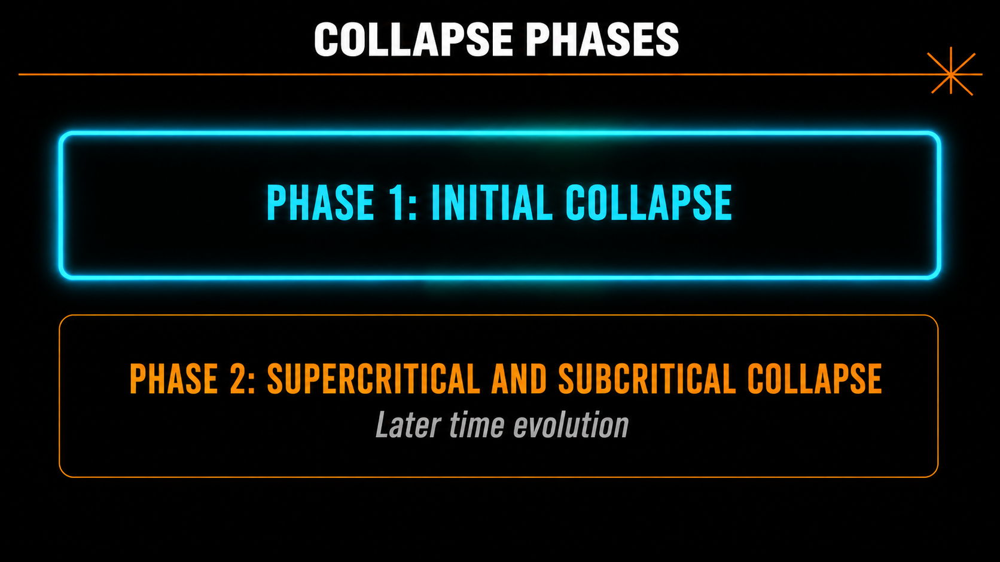 COLLAPSE PHASES
PHASE 1: INITIAL COLLAPSE
PHASE 2: SUPERCRITICAL AND SUBCRITICAL COLLAPSE
Later time evolution